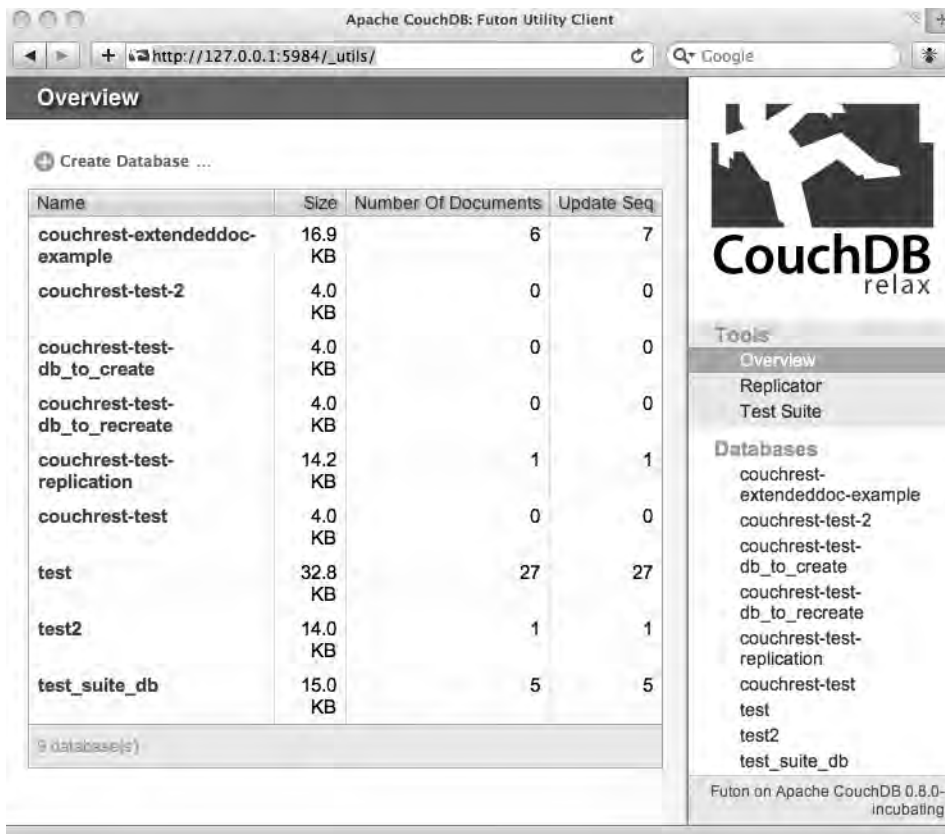 Apache CouchDB: Futon Utility Client
http://127.0.0.1:5984/_utils/
Google
Overview
Create Database ...
Name Size Number Of Documents Update Seq
couchrest-extendeddoc-example 16.9 KB 6 7
couchrest-test-2 4.0 KB 0 0
couchrest-test-db_to_create 4.0 KB 0 0
couchrest-test-db_to_recreate 4.0 KB 0 0
couchrest-test-replication 14.2 KB 1 1
couchrest-test 4.0 KB 0 0
test 32.8 KB 27 27
test2 14.0 KB 1 1
test_suite_db 15.0 KB 5 5
9 database(s)
CouchDB
relax
Tools
Overview
Replicator
Test Suite
Databases
couchrest-
extendeddoc-example
couchrest-test-2
couchrest-test-
db_to_create
couchrest-test-
db_to_recreate
couchrest-test-
replication
couchrest-test
test
test2
test_suite_db
Futon on Apache CouchDB 0.8.0-
incubating